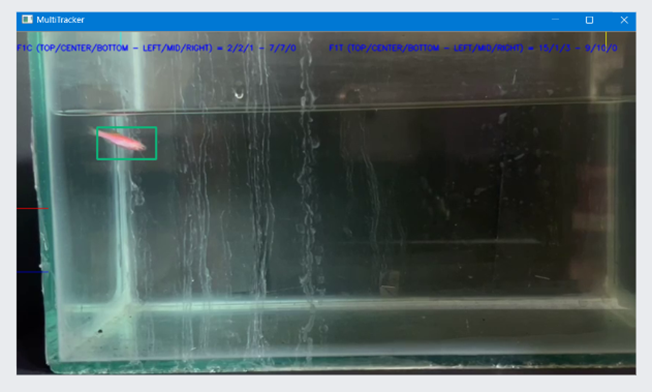 MultiTracker
F1C (TOP/CENTER/BOTTOM - LEFT/MID/RIGHT) = 2/2/1 - 7/7/0 F1T (TOP/CENTER/BOTTOM - LEFT/MID/RIGHT) = 15/1/3 - 9/10/0